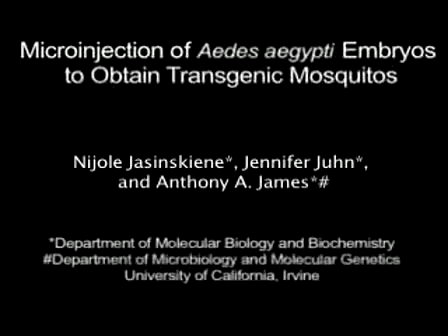 Microinjection of Aedes aegypti Embryos
to Obtain Transgenic Mosquitos
Nijole Jasinskiene*, Jennifer Juhn*,
and Anthony A. James*#
*Department of Molecular Biology and Biochemistry
#Department of Microbiology and Molecular Genetics
University of California, Irvine